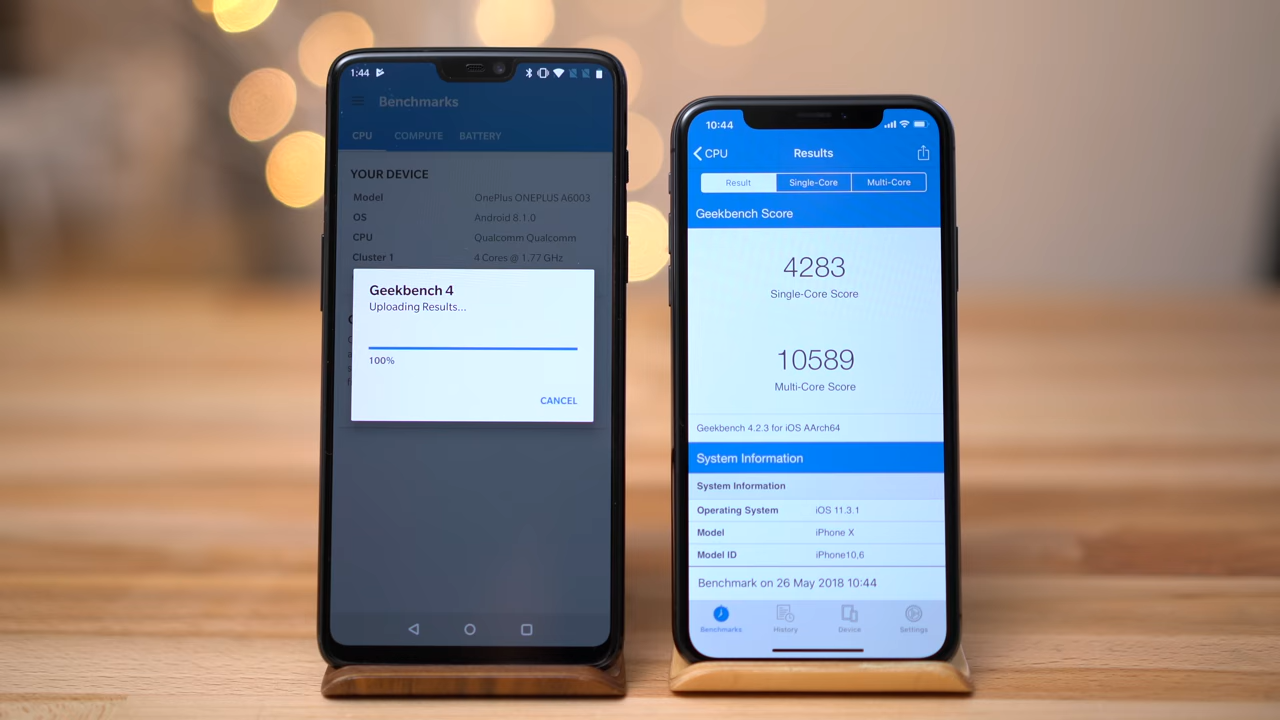 1:44
Benchmarks
CPU COMPUTE BATTERY
YOUR DEVICE
Model OnePlus ONEPLUS A6003
OS Android 8.1.0
CPU Qualcomm Qualcomm
Cluster 1 4 Cores @ 1.77 GHz
Geekbench 4
Uploading Results...
100%
CANCEL
10:44
CPU Results
Result Single-Core Multi-Core
Geekbench Score
4283
Single-Core Score
10589
Multi-Core Score
Geekbench 4.2.3 for iOS AArch64
System Information
System Information
Operating System iOS 11.3.1
Model iPhone X
Model ID iPhone10,6
Benchmark on 26 May 2018 10:44
Benchmarks History Device Settings